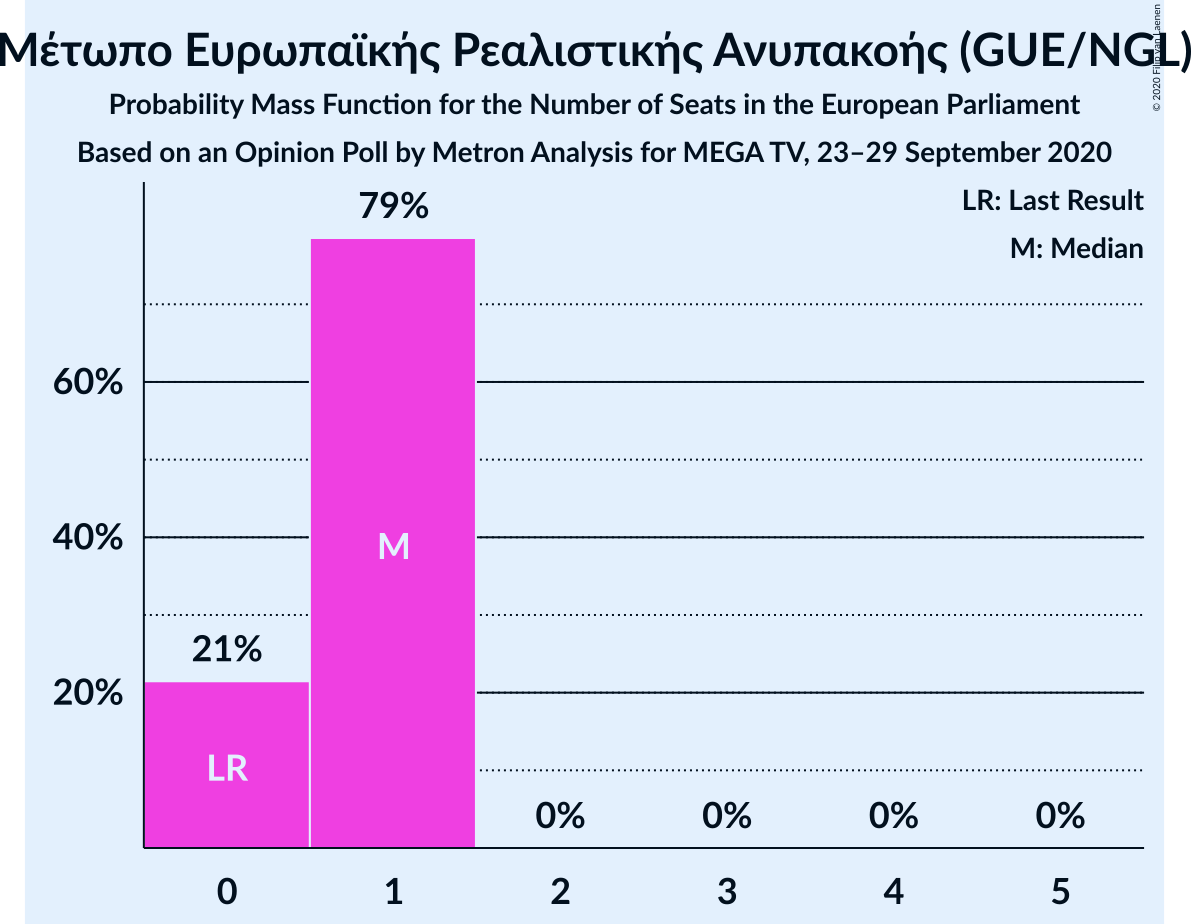 Μέτωπο Ευρωπαϊκής Ρεαλιστικής Ανυπακοής (GUE/NGL)
© 2020 Filip van Laenen
Probability Mass Function for the Number of Seats in the European Parliament
Based on an Opinion Poll by Metron Analysis for MEGA TV, 23–29 September 2020
LR: Last Result
M: Median
79%
60%
40%
M
21%
20%
LR
0% 0% 0% 0%
0 1 2 3 4 5